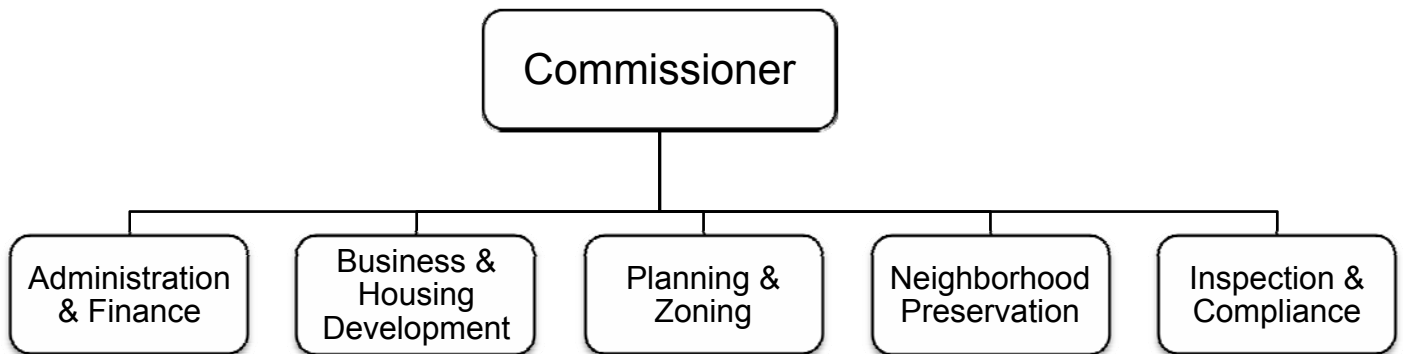 Commissioner
Administration
& Finance
Business &
Housing
Development
Planning &
Zoning
Neighborhood
Preservation
Inspection &
Compliance